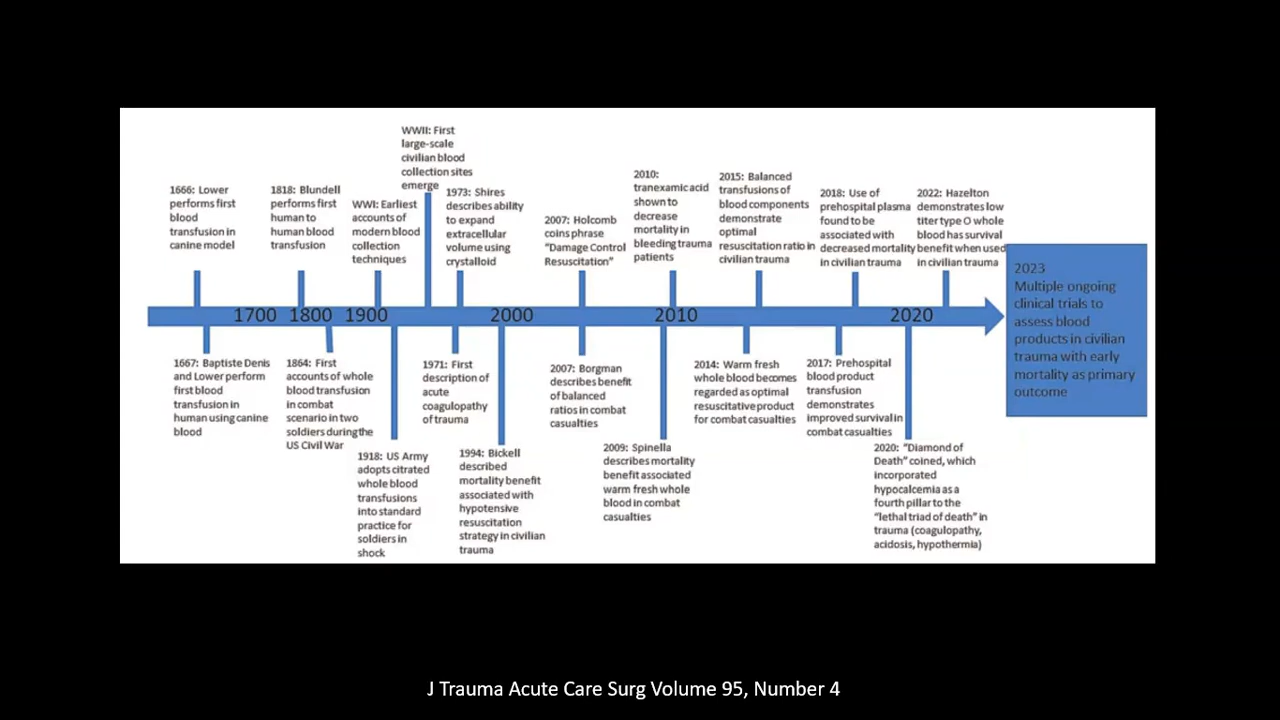 WWII: First
large-scale
civilian blood
collection sites
emerge
1666: Lower
performs first
blood
transfusion in
canine model
1818: Blundell
performs first
human to
human blood
transfusion
WWI: Earliest
accounts of
modern blood
collection
techniques
1973: Shires
describes ability
to expand
extracellular
volume using
crystalloid
2007: Holcomb
coins phrase
"Damage Control
Resuscitation"
2010:
tranexamic acid
shown to
decrease
mortality in
bleeding trauma
patients
2015: Balanced
transfusions of
blood components
demonstrate
optimal
resuscitation ratio in
civilian trauma
2018: Use of
prehospital plasma
found to be
associated with
decreased mortality
in civilian trauma
2022: Hazelton
demonstrates low
titer type O whole
blood has survival
benefit when used
in civilian trauma
1700 1800 1900 2000 2010 2020
2023
Multiple ongoing
clinical trials to
assess blood
products in civilian
trauma with early
mortality as primary
outcome
1667: Baptiste Denis
and Lower perform
first blood
transfusion in
human using canine
blood
1864: First
accounts of whole
blood transfusion
in combat
scenario in two
soldiers during the
US Civil War
1918: US Army
adopts citrated
whole blood
transfusions
into standard
practice for
soldiers in
shock
1971: First
description of
acute
coagulopathy
of trauma
1994: Bickell
described
mortality benefit
associated with
hypotensive
resuscitation
strategy in civilian
trauma
2007: Borgman
describes benefit
of balanced
ratios in combat
casualties
2009: Spinella
describes mortality
benefit associated
warm fresh whole
blood in combat
casualties
2014: Warm fresh
whole blood becomes
regarded as optimal
resuscitative product
for combat casualties
2017: Prehospital
blood product
transfusion
demonstrates
improved survival in
combat casualties
2020: "Diamond of
Death" coined, which
incorporated
hypocalcemia as a
fourth pillar to the
"lethal triad of death" in
trauma (coagulopathy,
acidosis, hypothermia)
J Trauma Acute Care Surg Volume 95, Number 4